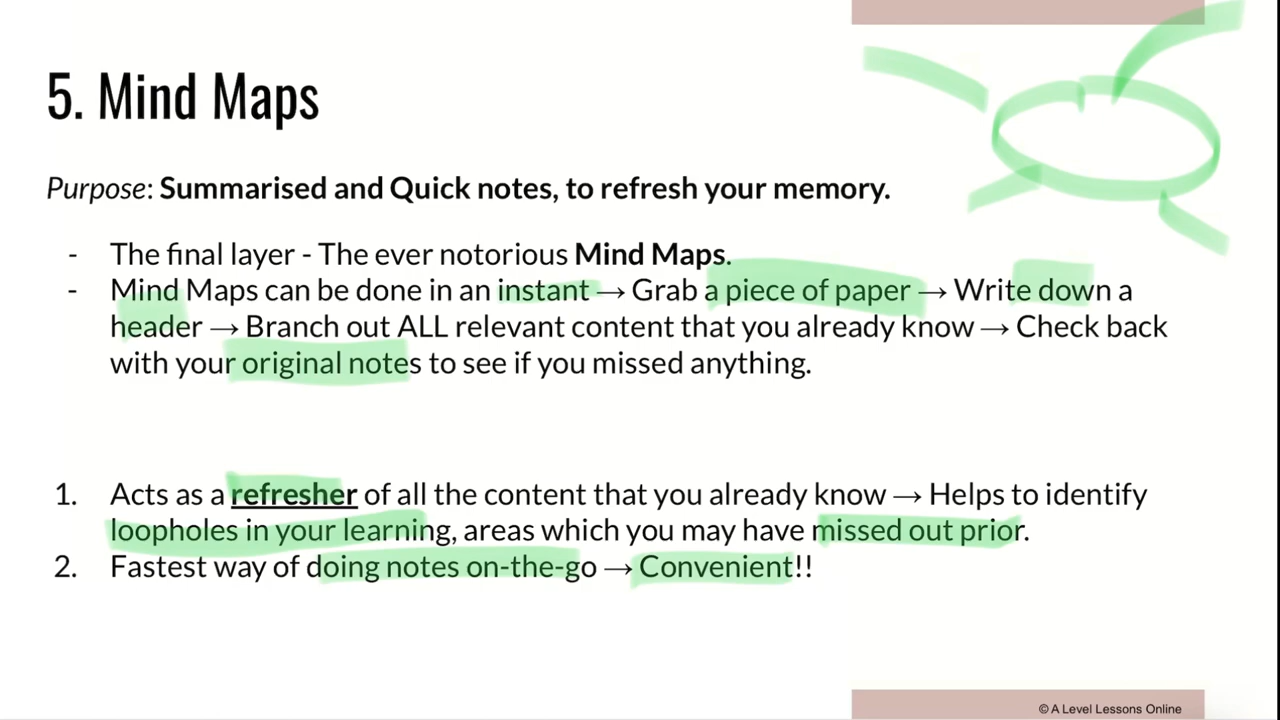 5. Mind Maps
Purpose: Summarised and Quick notes, to refresh your memory.
- The final layer - The ever notorious Mind Maps.
- Mind Maps can be done in an instant → Grab a piece of paper → Write down a
header → Branch out ALL relevant content that you already know → Check back
with your original notes to see if you missed anything.
1. Acts as a refresher of all the content that you already know → Helps to identify
loopholes in your learning, areas which you may have missed out prior.
2. Fastest way of doing notes on-the-go → Convenient!!
© A Level Lessons Online